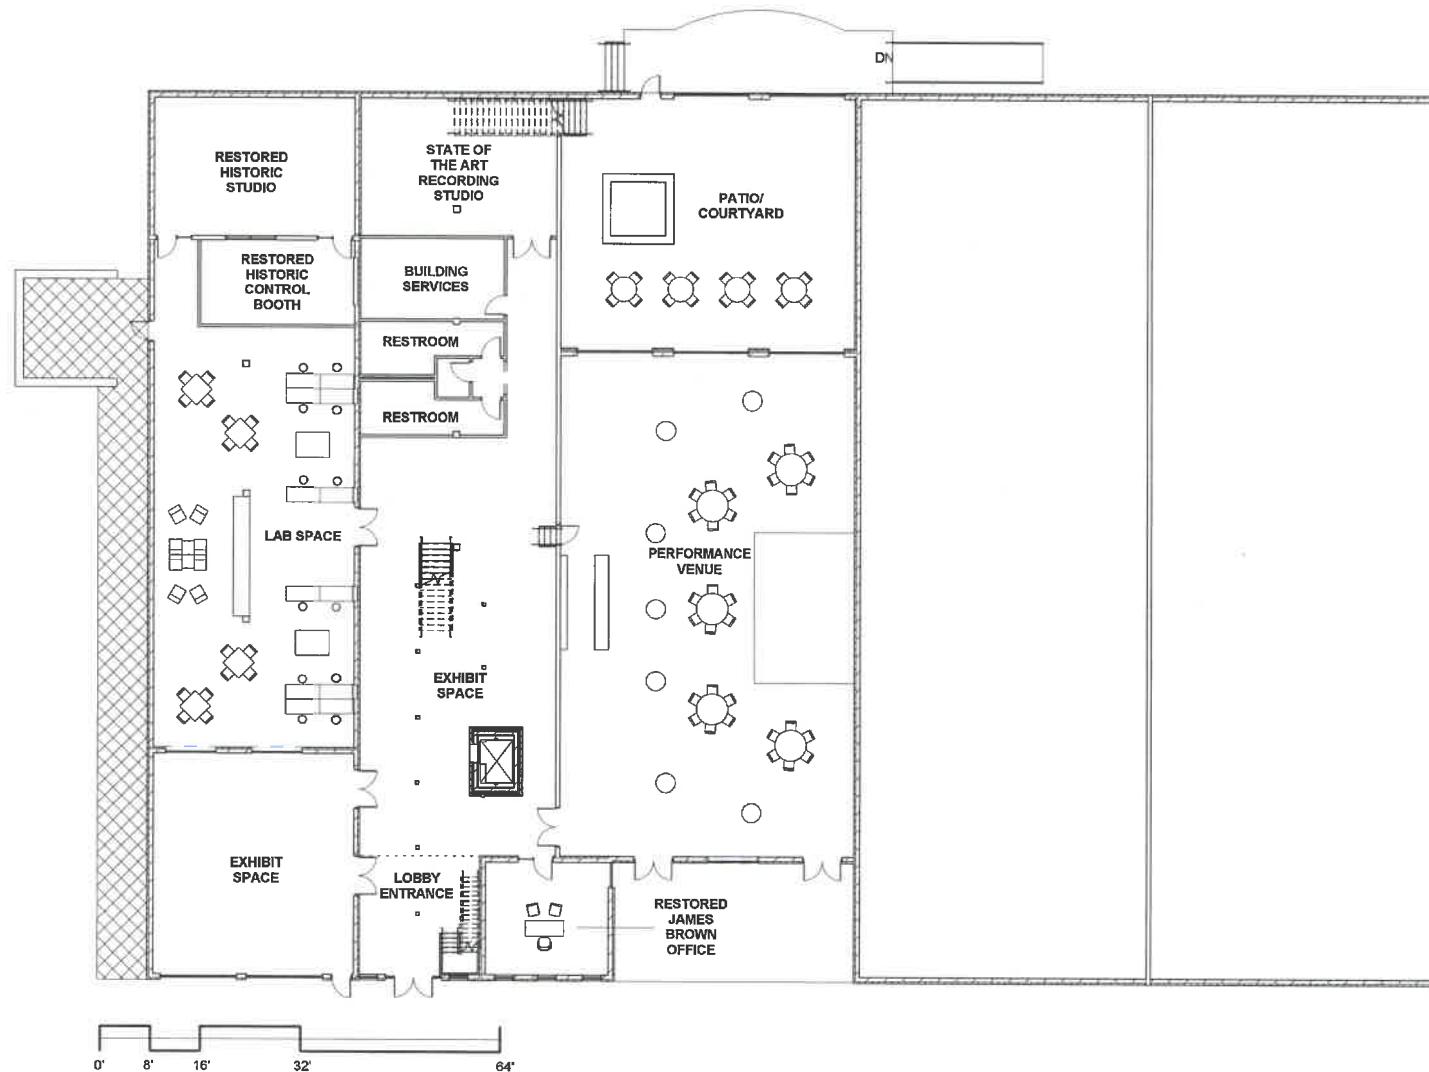 DN
RESTORED
HISTORIC
STUDIO
STATE OF
THE ART
RECORDING
STUDIO
PATIO/
COURTYARD
RESTORED
HISTORIC
CONTROL
BOOTH
BUILDING
SERVICES
RESTROOM
RESTROOM
LAB SPACE
PERFORMANCE
VENUE
EXHIBIT
SPACE
EXHIBIT
SPACE
LOBBY
ENTRANCE
RESTORED
JAMES
BROWN
OFFICE
0' 8' 16' 32' 64'